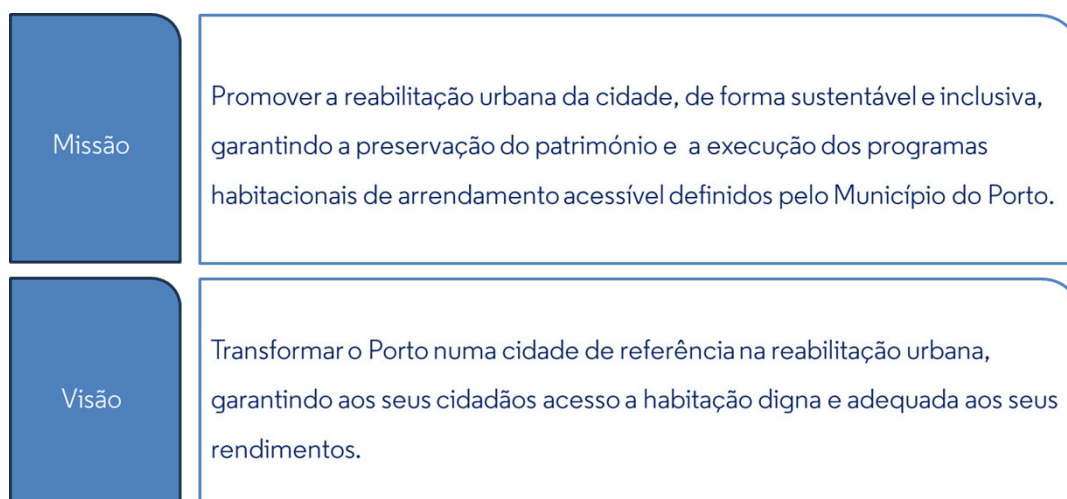 Missão
Promover a reabilitação urbana da cidade, de forma sustentável e inclusiva,
garantindo a preservação do património e a execução dos programas
habitacionais de arrendamento acessível definidos pelo Município do Porto.
Visão
Transformar o Porto numa cidade de referência na reabilitação urbana,
garantindo aos seus cidadãos acesso a habitação digna e adequada aos seus
rendimentos.